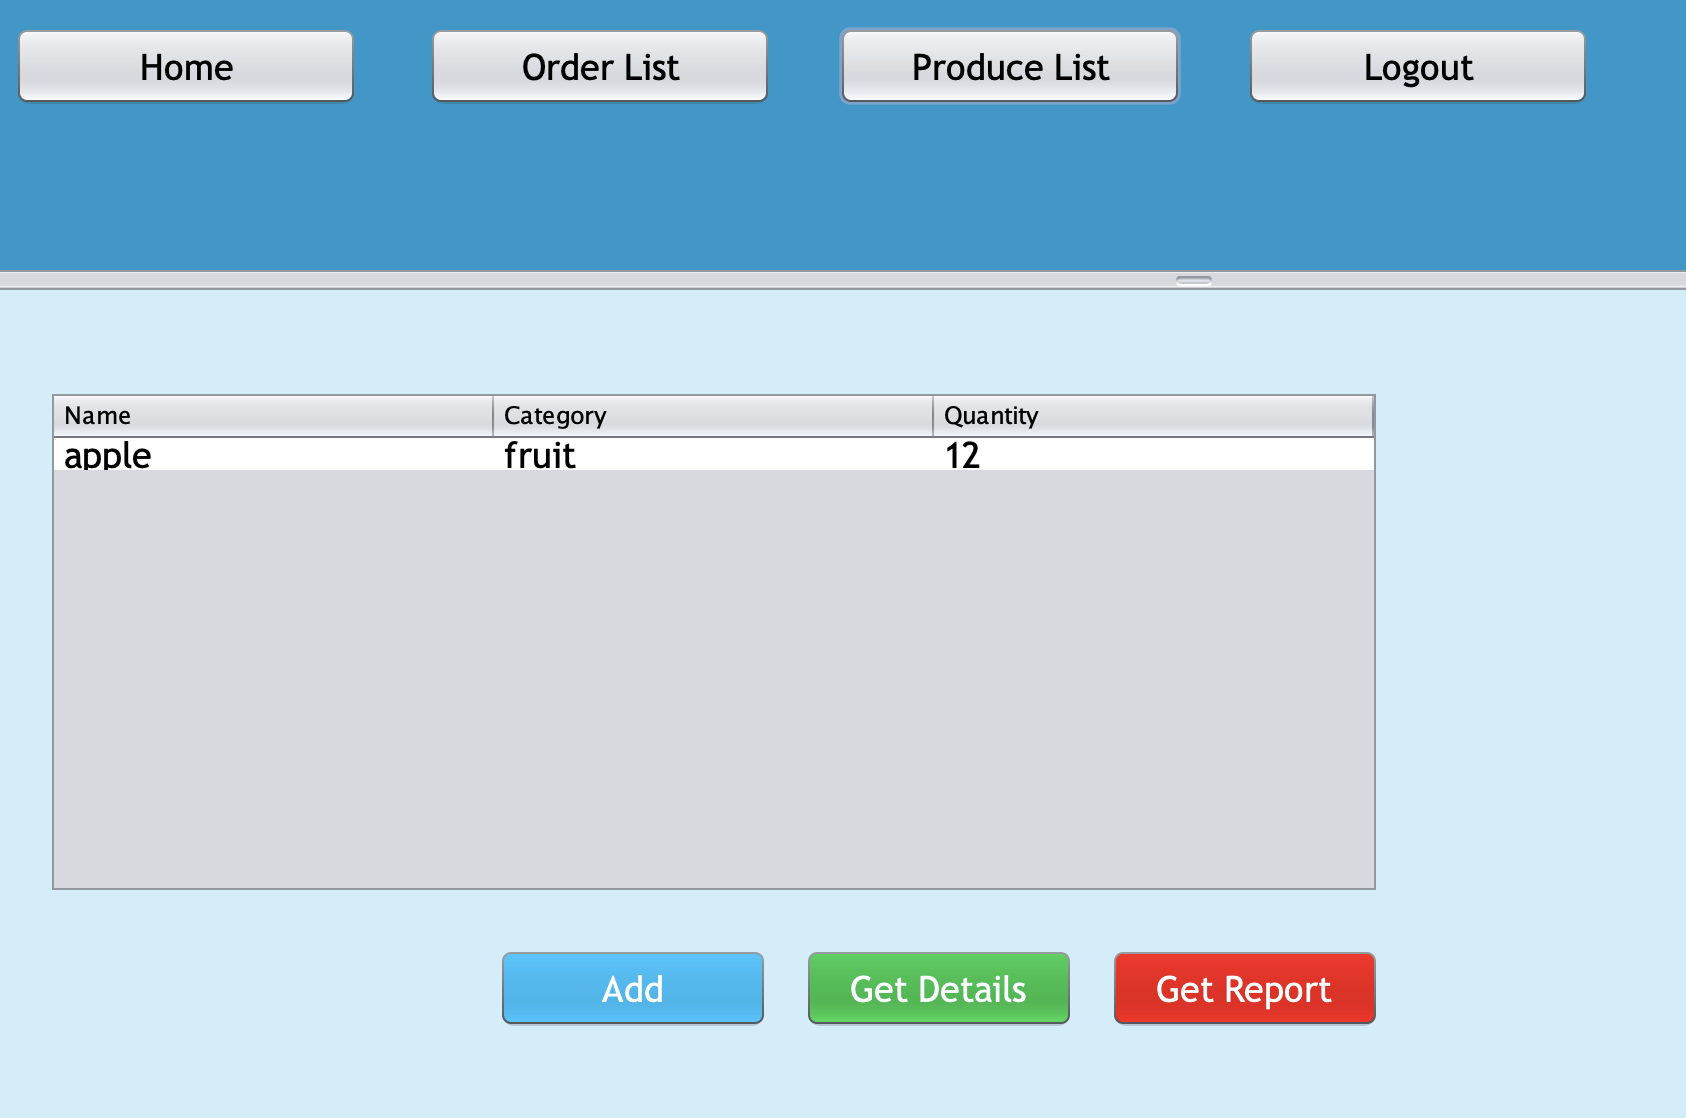 Home Order List Produce List Logout
Name Category Quantity
apple fruit 12
Add Get Details Get Report